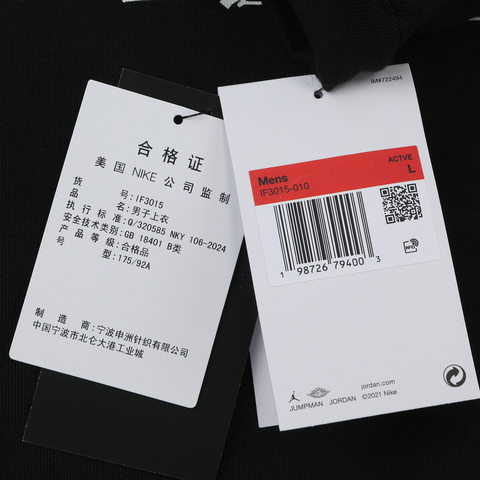 合格证
美国 NIKE 公司监制
货号: IF3015
品名: 男子上衣
执行标准: Q/320585 NKY 106-2024
安全技术类别: GB 18401 B类
产品等级: 合格品
号型: 175/92A
制造商: 宁波申洲针织有限公司
中国宁波市北仑大港工业城
IM#722494
ACTVE
Mens
L
IF3015-010
1 98726 79400 3
RFID
jordan.com
JUMPMAN JORDAN ©2021 Nike